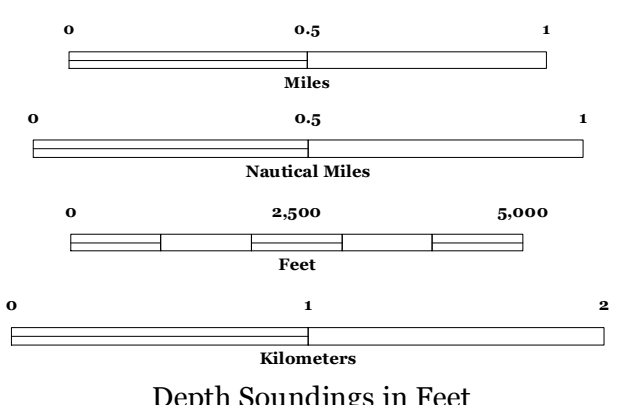 0 0.5 1
Miles
0 0.5 1
Nautical Miles
0 2,500 5,000
Feet
0 1 2
Kilometers
Depth Soundings in Feet